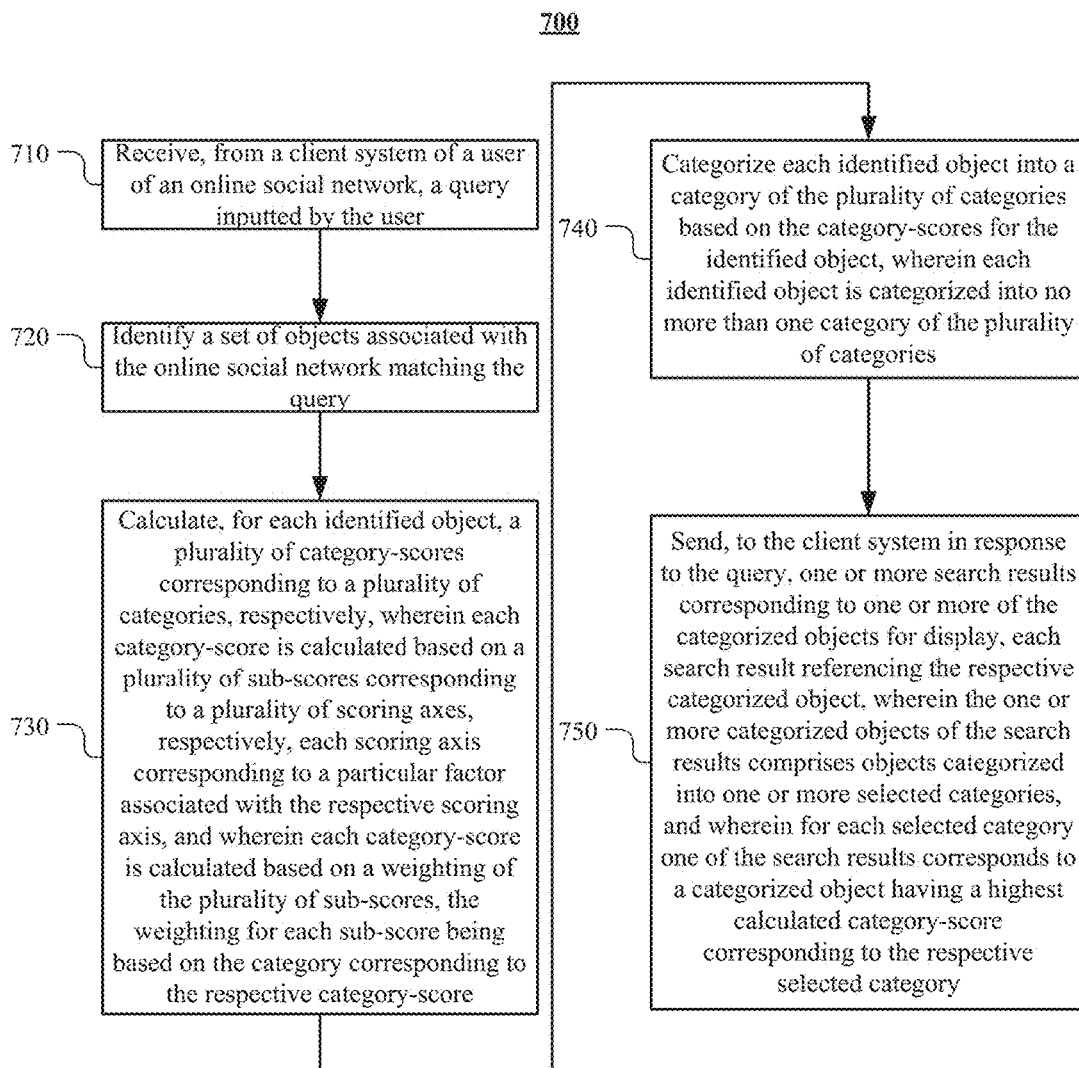 700
710
Receive, from a client system of a user
of an online social network, a query
inputted by the user
720
Identify a set of objects associated with
the online social network matching the
query
730
Calculate, for each identified object, a
plurality of category-scores
corresponding to a plurality of
categories, respectively, wherein each
category-score is calculated based on a
plurality of sub-scores corresponding
to a plurality of scoring axes,
respectively, each scoring axis
corresponding to a particular factor
associated with the respective scoring
axis, and wherein each category-score
is calculated based on a weighting of
the plurality of sub-scores, the
weighting for each sub-score being
based on the category corresponding to
the respective category-score
740
Categorize each identified object into a
category of the plurality of categories
based on the category-scores for the
identified object, wherein each
identified object is categorized into no
more than one category of the plurality
of categories
750
Send, to the client system in response
to the query, one or more search results
corresponding to one or more of the
categorized objects for display, each
search result referencing the respective
categorized object, wherein the one or
more categorized objects of the search
results comprises objects categorized
into one or more selected categories,
and wherein for each selected category
one of the search results corresponds to
a categorized object having a highest
calculated category-score
corresponding to the respective
selected category